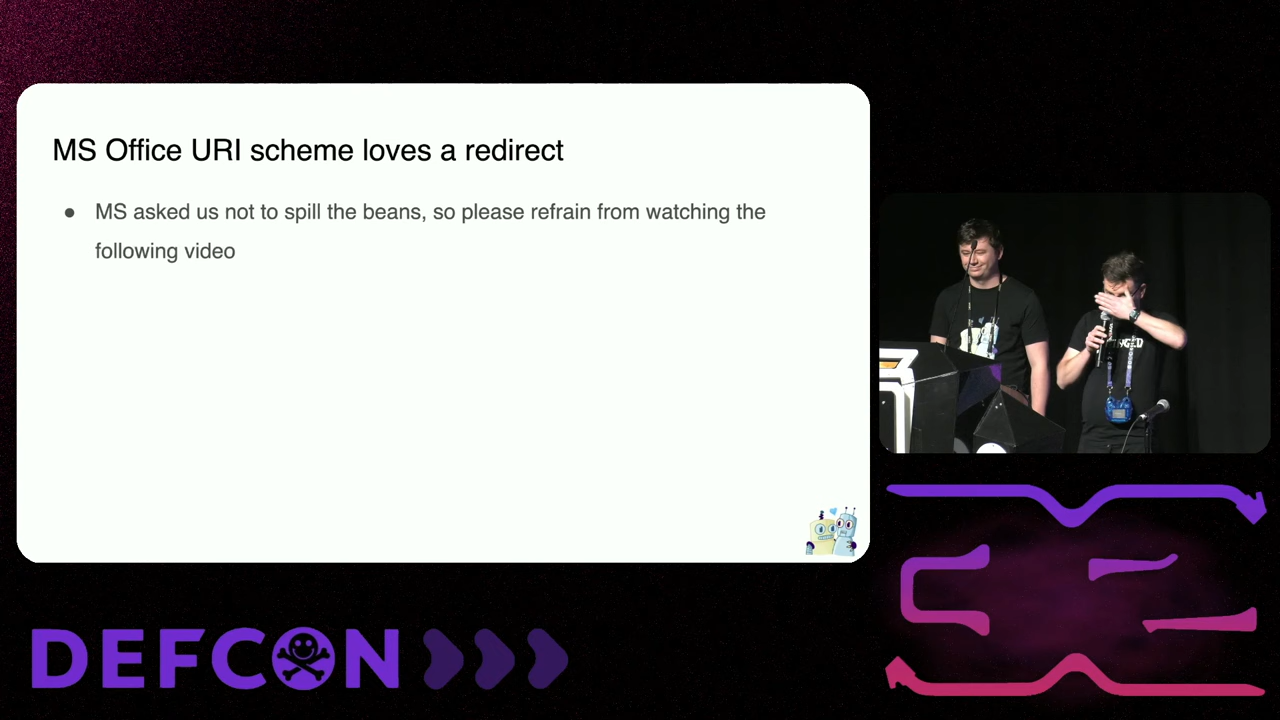 MS Office URI scheme loves a redirect
● MS asked us not to spill the beans, so please refrain from watching the
following video
DEFCON